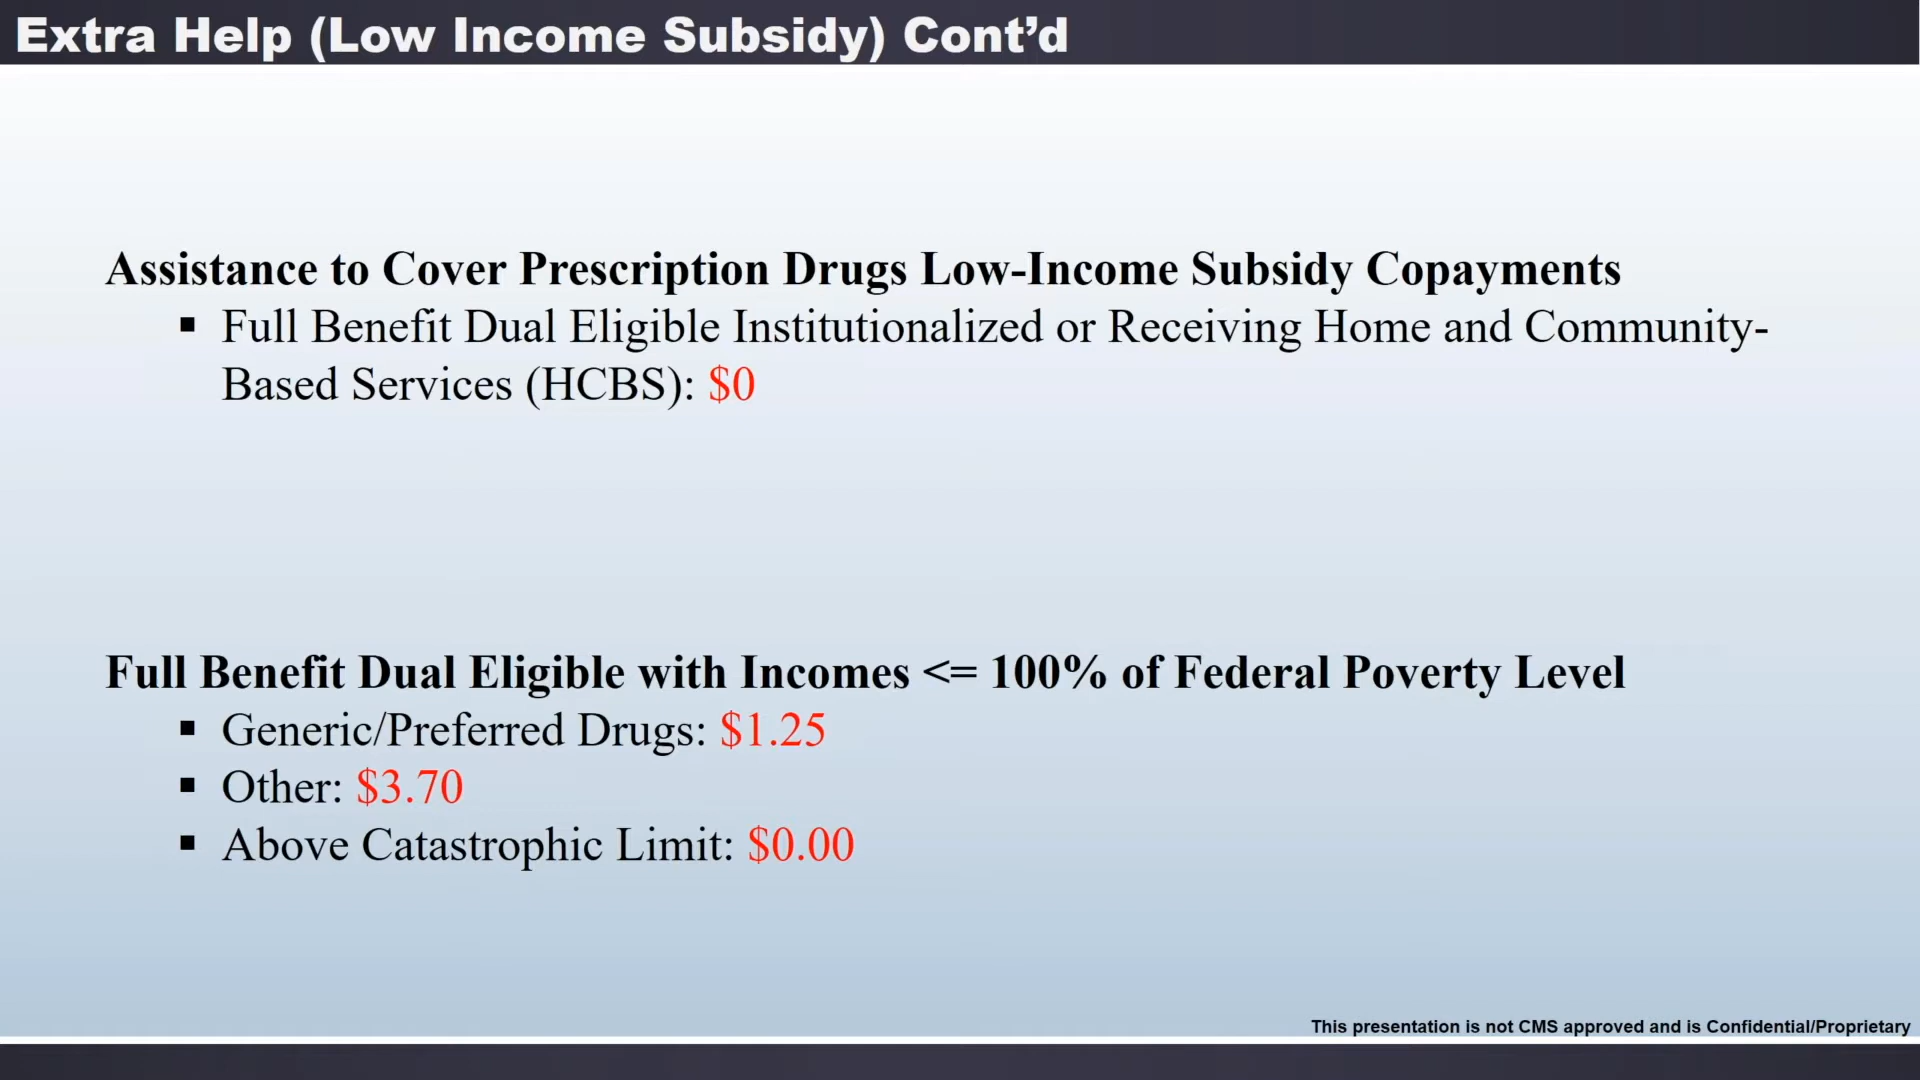 Extra Help (Low Income Subsidy) Cont’d
Assistance to Cover Prescription Drugs Low-Income Subsidy Copayments
▪ Full Benefit Dual Eligible Institutionalized or Receiving Home and Community-
Based Services (HCBS): $0
Full Benefit Dual Eligible with Incomes <= 100% of Federal Poverty Level
▪ Generic/Preferred Drugs: $1.25
▪ Other: $3.70
▪ Above Catastrophic Limit: $0.00
This presentation is not CMS approved and is Confidential/Proprietary